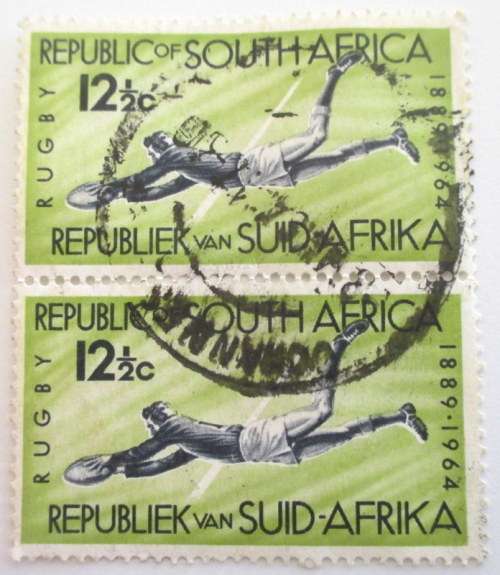 REPUBLIC OF SOUTH AFRICA
12½c
RUGBY
1889·1964
REPUBLIEK VAN SUID-AFRIKA
REPUBLIC OF SOUTH AFRICA
12½c
RUGBY
1889·1964
REPUBLIEK VAN SUID-AFRIKA